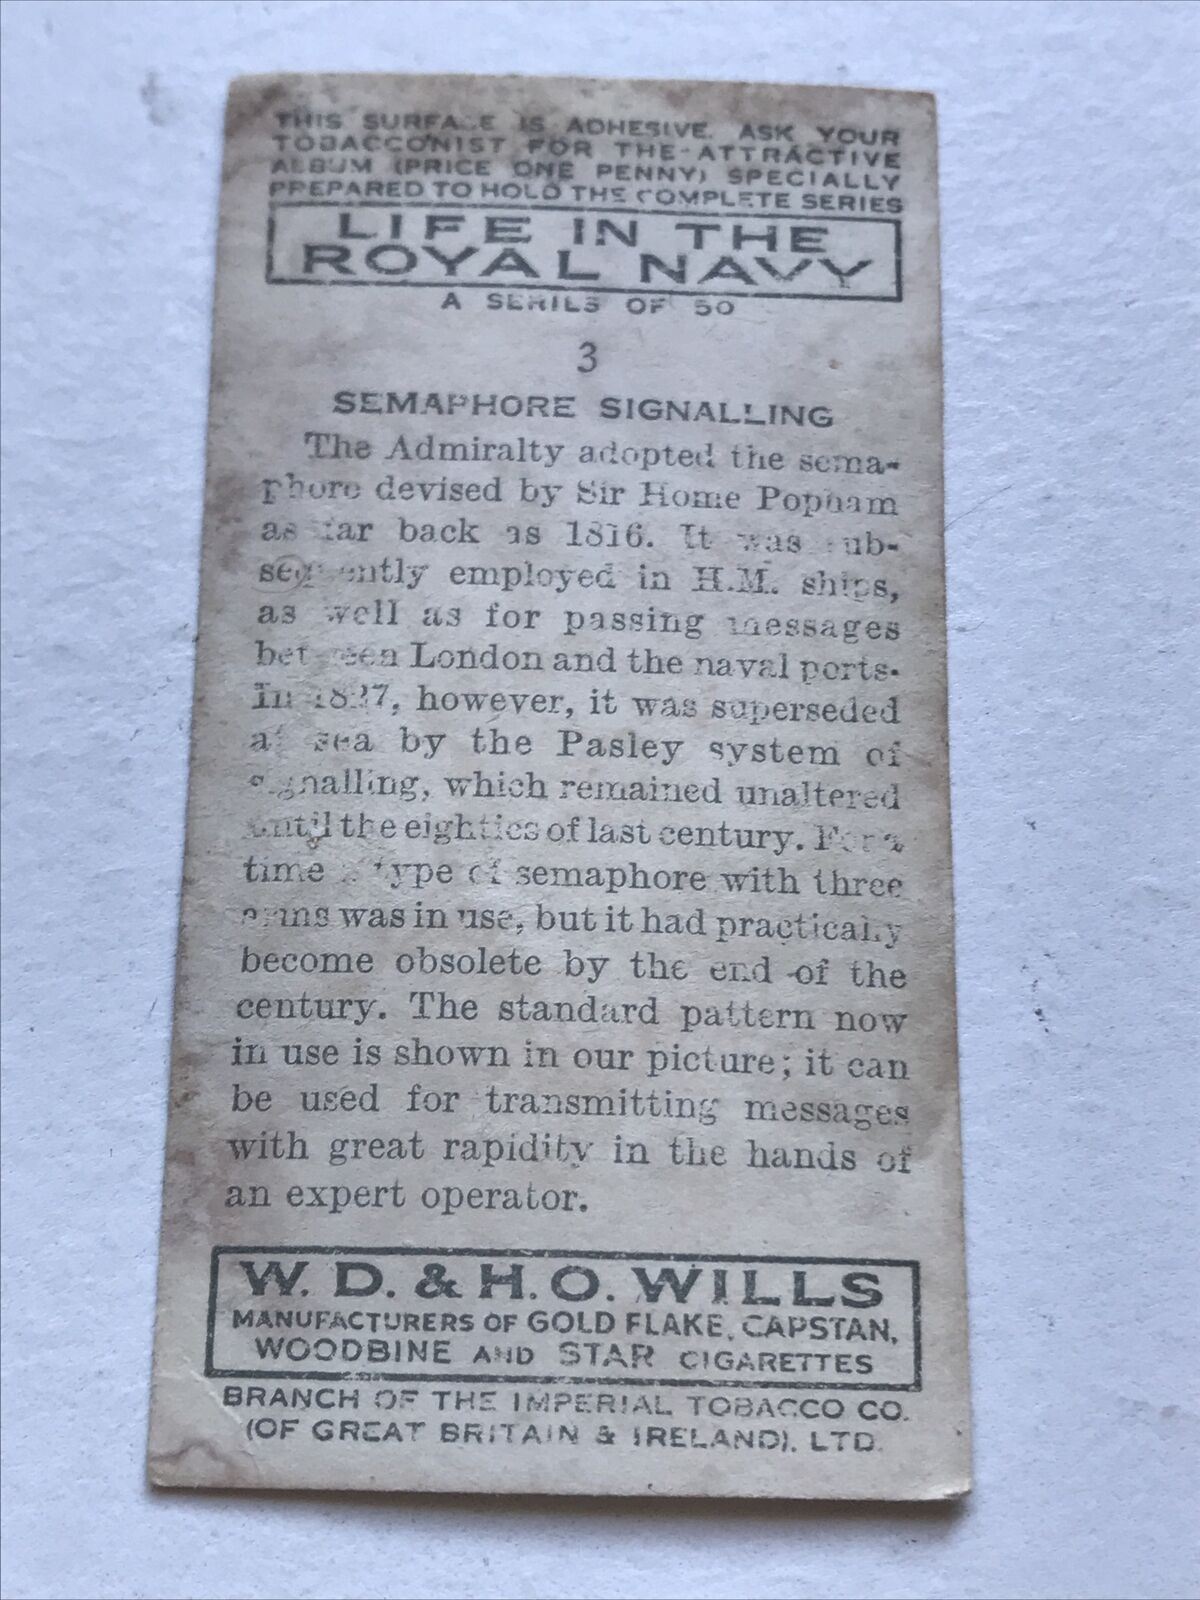 THIS SURFACE IS ADHESIVE. ASK YOUR
TOBACCONIST FOR THE ATTRACTIVE
ALBUM (PRICE ONE PENNY) SPECIALLY
PREPARED TO HOLD THE COMPLETE SERIES
LIFE IN THE
ROYAL NAVY
A SERIES OF 50
3
SEMAPHORE SIGNALLING
The Admiralty adopted the sema-
phore devised by Sir Home Popham
as far back as 1816. It was sub-
sequently employed in H.M. ships,
as well as for passing messages
between London and the naval ports.
In 1827, however, it was superseded
at sea by the Pasley system of
signalling, which remained unaltered
until the eighties of last century. For a
time a type of semaphore with three
arms was in use, but it had practically
become obsolete by the end of the
century. The standard pattern now
in use is shown in our picture; it can
be used for transmitting messages
with great rapidity in the hands of
an expert operator.
W. D. & H. O. WILLS
MANUFACTURERS OF GOLD FLAKE, CAPSTAN,
WOODBINE AND STAR CIGARETTES
BRANCH OF THE IMPERIAL TOBACCO CO.
(OF GREAT BRITAIN & IRELAND), LTD.